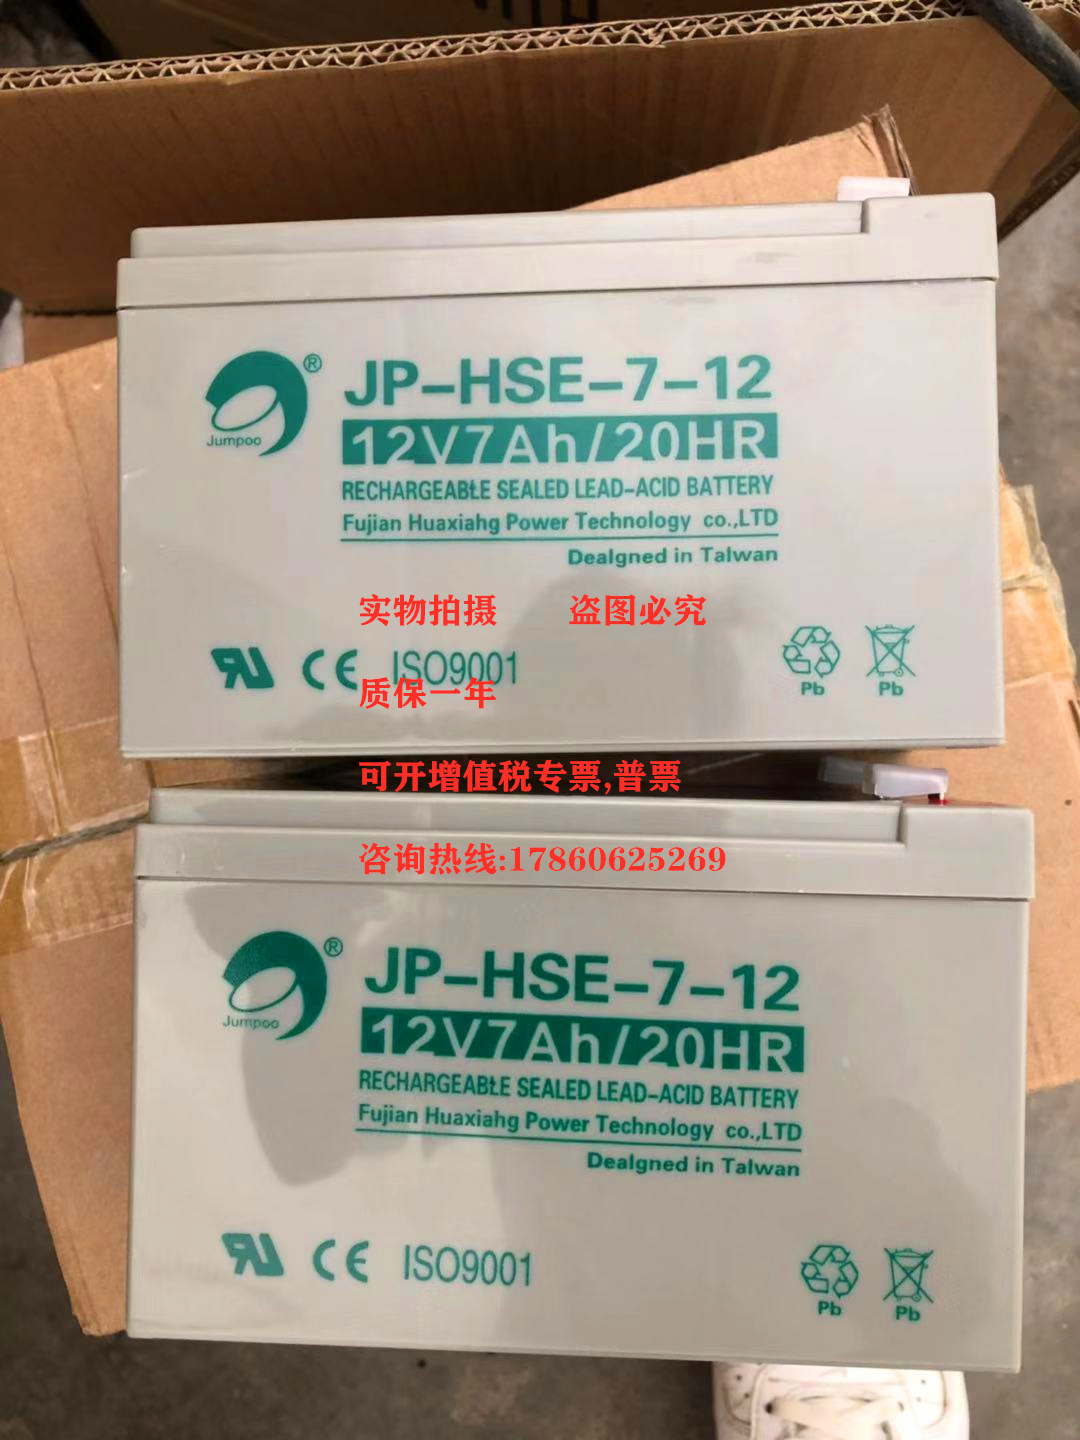 JP-HSE-7-12
®
Jumpoo
12V7Ah/20HR
RECHARGEABLE SEALED LEAD-ACID BATTERY
Fujian Huaxiahg Power Technology co.,LTD
Dealgned in Talwan
实物拍摄 盗图必究
CE ISO9001
Pb Pb
质保一年
可开增值税专票,普票
咨询热线:17860625269
JP-HSE-7-12
®
Jumpoo
12V7Ah/20HR
RECHARGEABLE SEALED LEAD-ACID BATTERY
Fujian Huaxiahg Power Technology co.,LTD
Dealgned in Talwan
CE ISO9001
Pb Pb